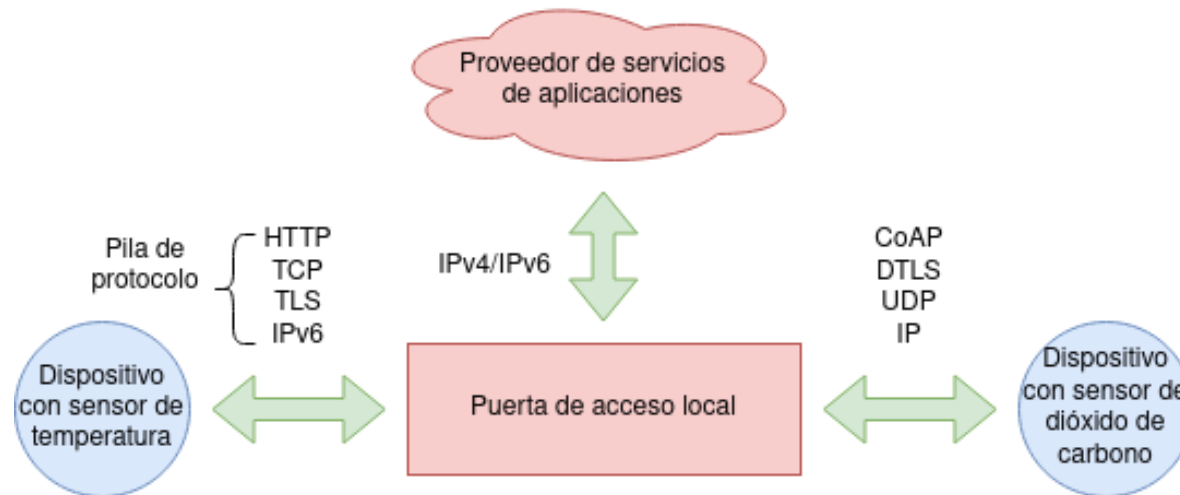 Proveedor de servicios
de aplicaciones
Pila de
protocolo
HTTP
TCP
TLS
IPv6
IPv4/IPv6
CoAP
DTLS
UDP
IP
Dispositivo
con sensor de
temperatura
Puerta de acceso local
Dispositivo
con sensor de
dióxido de
carbono